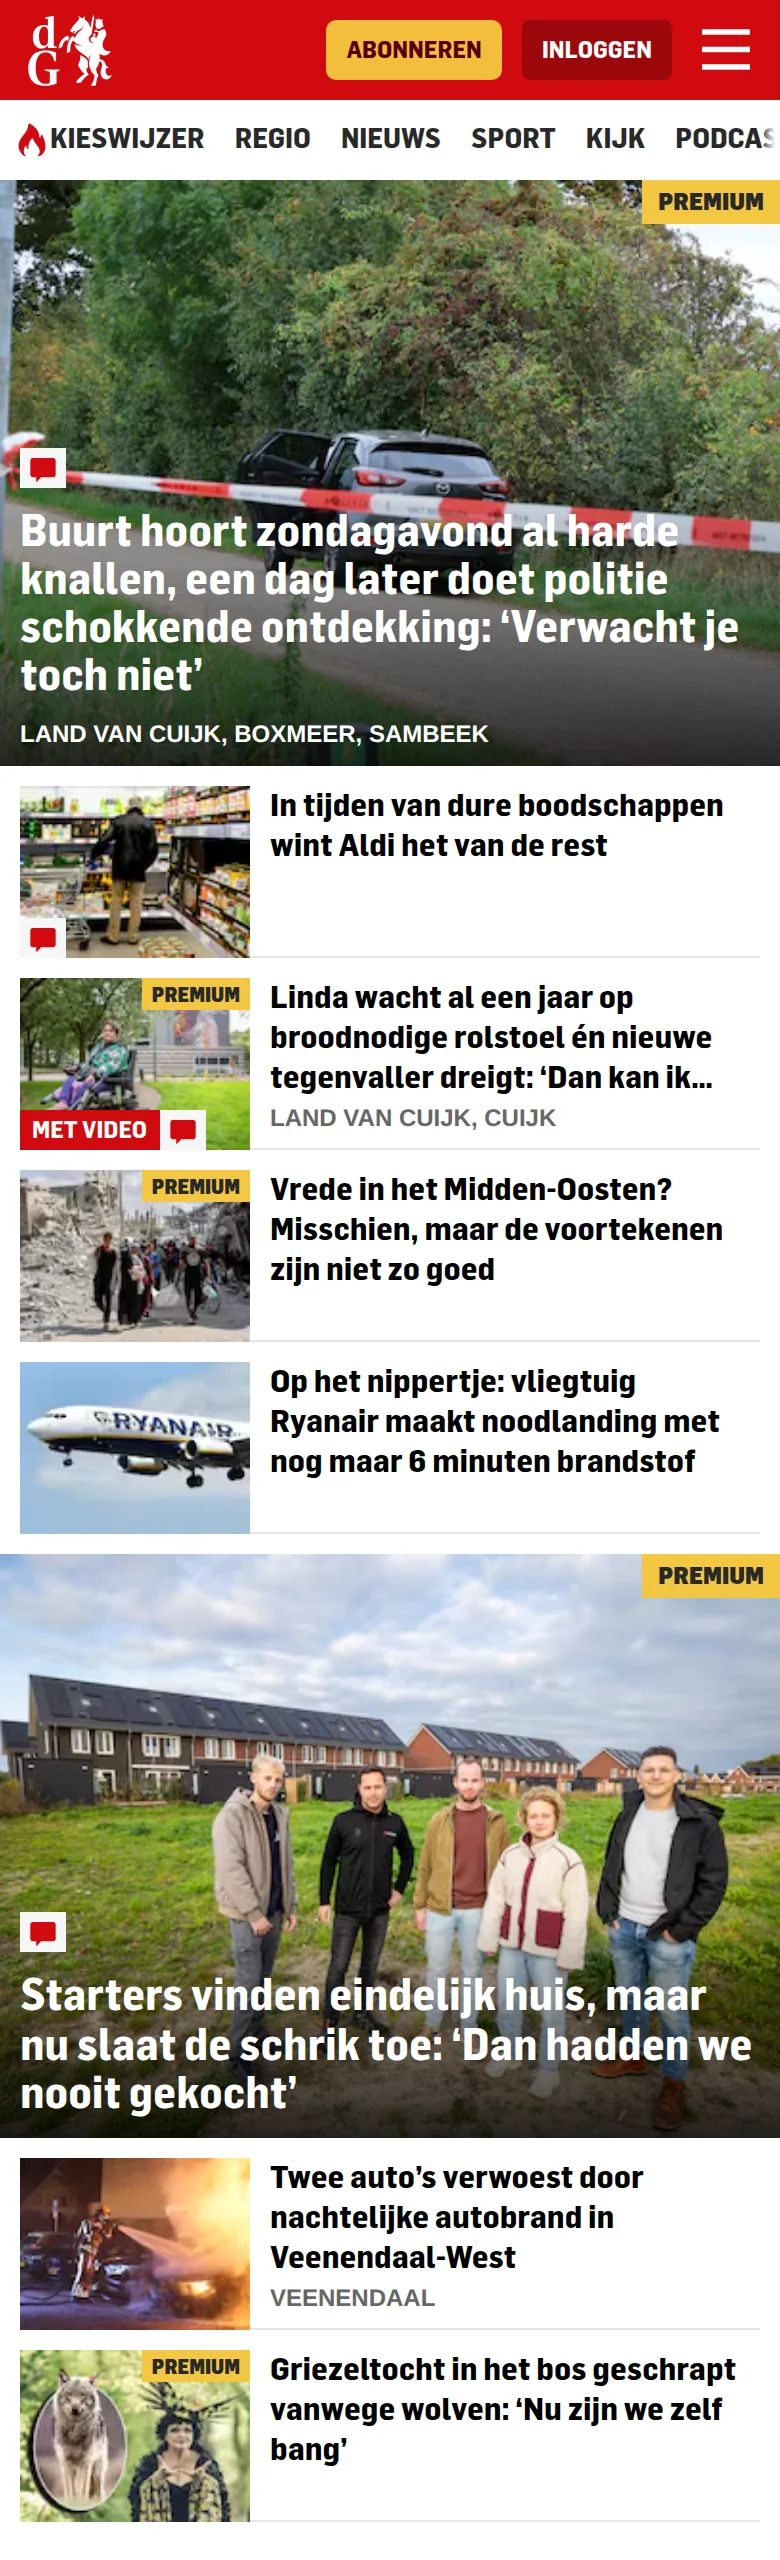 dG
ABONNEREN
INLOGGEN
KIESWIJZER REGIO NIEUWS SPORT KIJK PODCAS
PREMIUM
Buurt hoort zondagavond al harde
knallen, een dag later doet politie
schokkende ontdekking: ‘Verwacht je
toch niet’
LAND VAN CUIJK, BOXMEER, SAMBEEK
In tijden van dure boodschappen
wint Aldi het van de rest
PREMIUM
MET VIDEO
Linda wacht al een jaar op
broodnodige rolstoel én nieuwe
tegenvaller dreigt: ‘Dan kan ik...
LAND VAN CUIJK, CUIJK
PREMIUM
Vrede in het Midden-Oosten?
Misschien, maar de voortekenen
zijn niet zo goed
RYANAIR
Op het nippertje: vliegtuig
Ryanair maakt noodlanding met
nog maar 6 minuten brandstof
PREMIUM
Starters vinden eindelijk huis, maar
nu slaat de schrik toe: ‘Dan hadden we
nooit gekocht’
Twee auto’s verwoest door
nachtelijke autobrand in
Veenendaal-West
VEENENDAAL
PREMIUM
Griezeltocht in het bos geschrapt
vanwege wolven: ‘Nu zijn we zelf
bang’